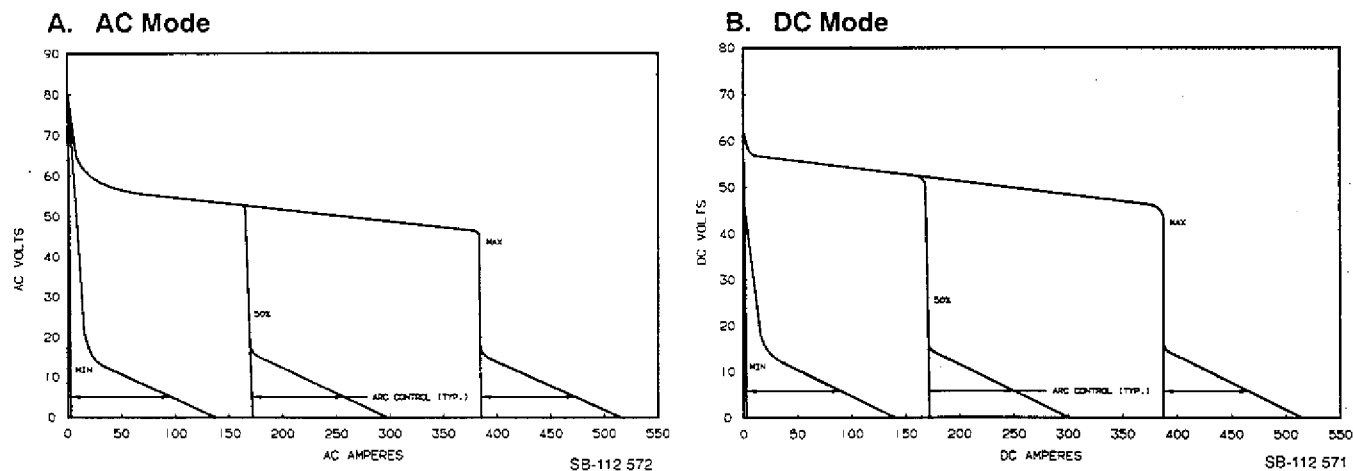 A. AC Mode
90
80
70
60
50
40
30
20
10
0
AC VOLTS
MAX
50%
MIN
ARC CONTROL (TYP.)
0 50 100 150 200 250 300 350 400 450 500 550
AC AMPERES
SB-112 572
B. DC Mode
80
70
60
50
40
30
20
10
0
DC VOLTS
MAX
50%
MIN
ARC CONTROL (TYP.)
0 50 100 150 200 250 300 350 400 450 500 550
DC AMPERES
SB-112 571